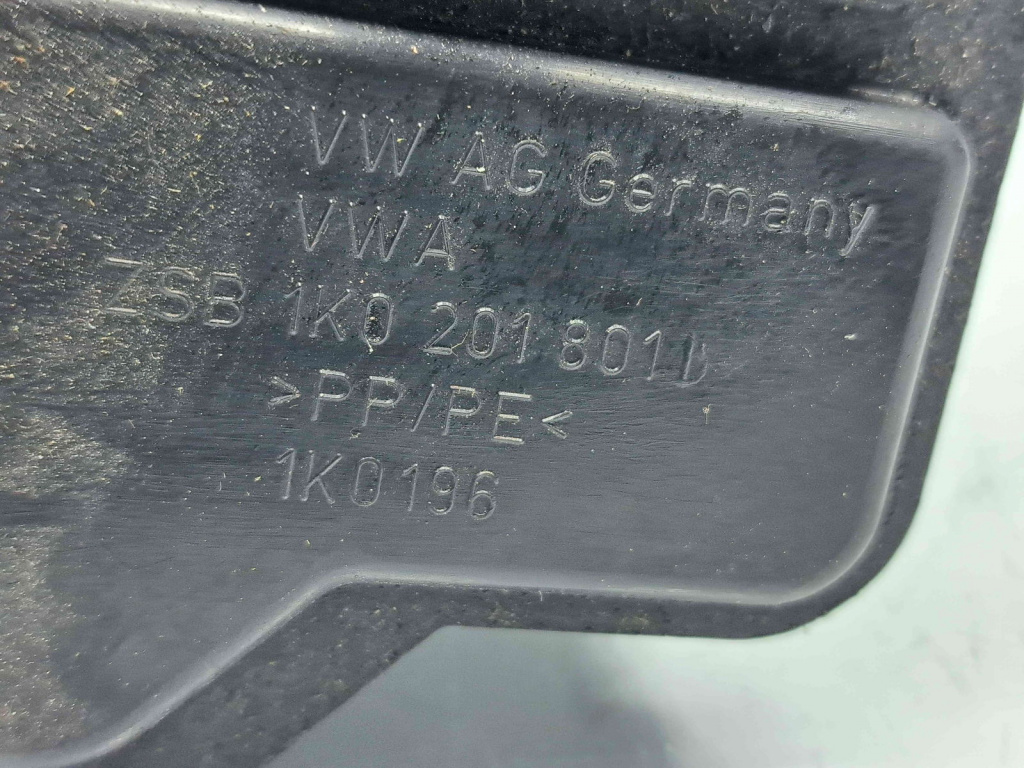 VW AG Germany
VWA
ZSB 1K0 201 801
>PP/PE<
1K0196